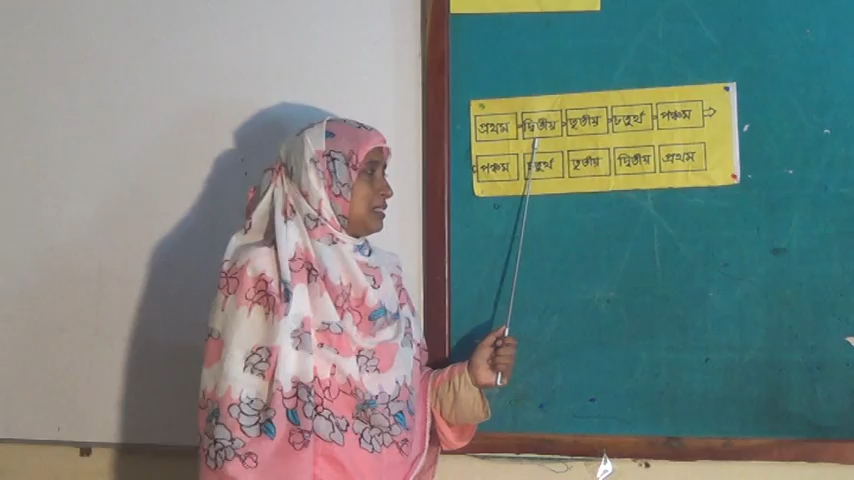 প্রথম দ্বিতীয় তৃতীয় চতুর্থ পঞ্চম
পঞ্চম চতুর্থ তৃতীয় দ্বিতীয় প্রথম